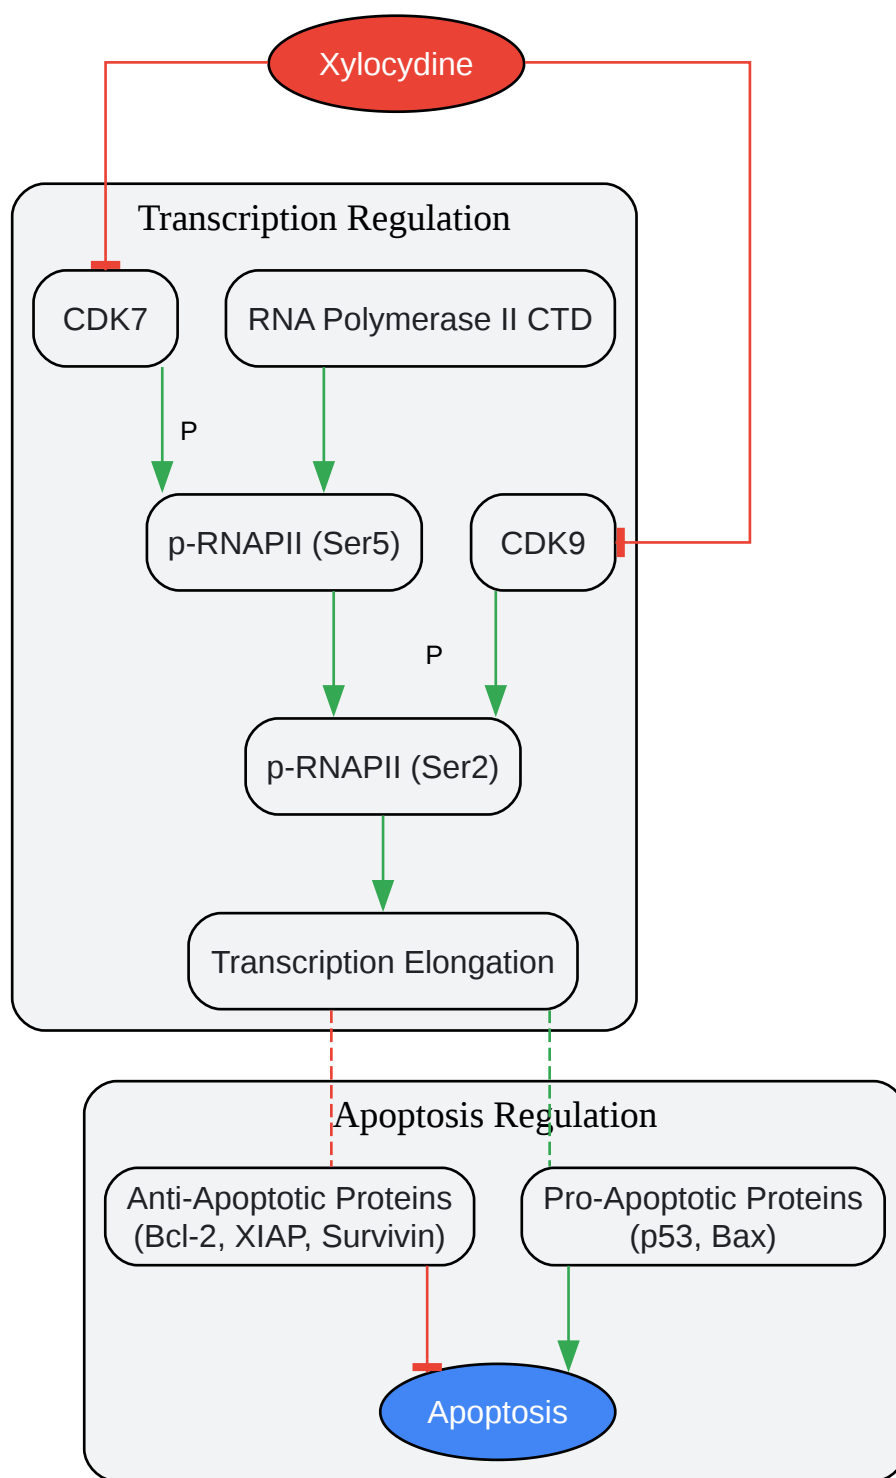 Xylocydine
Transcription Regulation
CDK7
RNA Polymerase II CTD
P
p-RNAPII (Ser5)
CDK9
P
p-RNAPII (Ser2)
Transcription Elongation
Apoptosis Regulation
Anti-Apoptotic Proteins
(Bcl-2, XIAP, Survivin)
Pro-Apoptotic Proteins
(p53, Bax)
Apoptosis